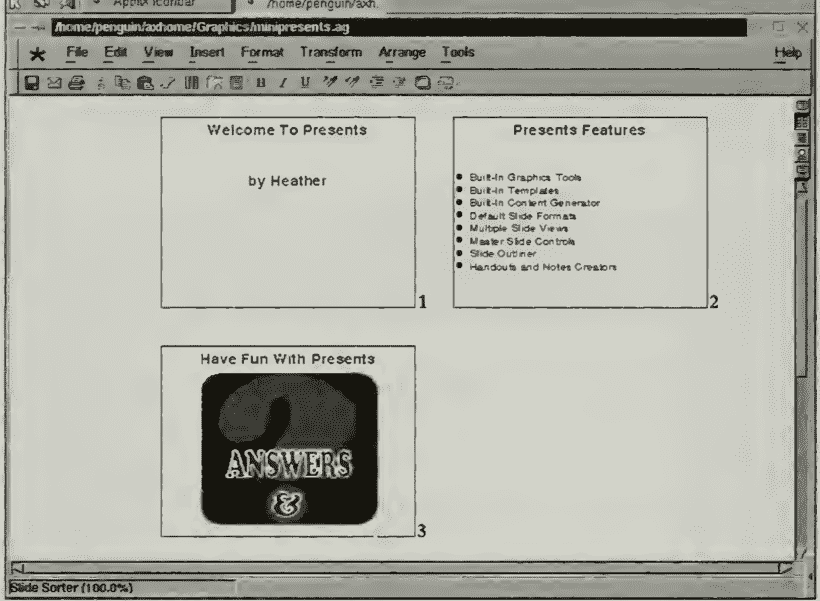 Applix Iconbar
/home/penguin/axh.
/home/penguin/axhome/Graphics/minipresents.ag
File Edit View Insert Format Transform Arrange Tools Help
B I U
Welcome To Presents
by Heather
1
Presents Features
Built-In Graphics Tools
Built-In Templates
Built-In Content Generator
Default Slide Formats
Multiple Slide Views
Master Slide Controls
Slide Outliner
Handouts and Notes Creators
2
Have Fun With Presents
ANSWERS
&
3
Slide Sorter (100.0%)